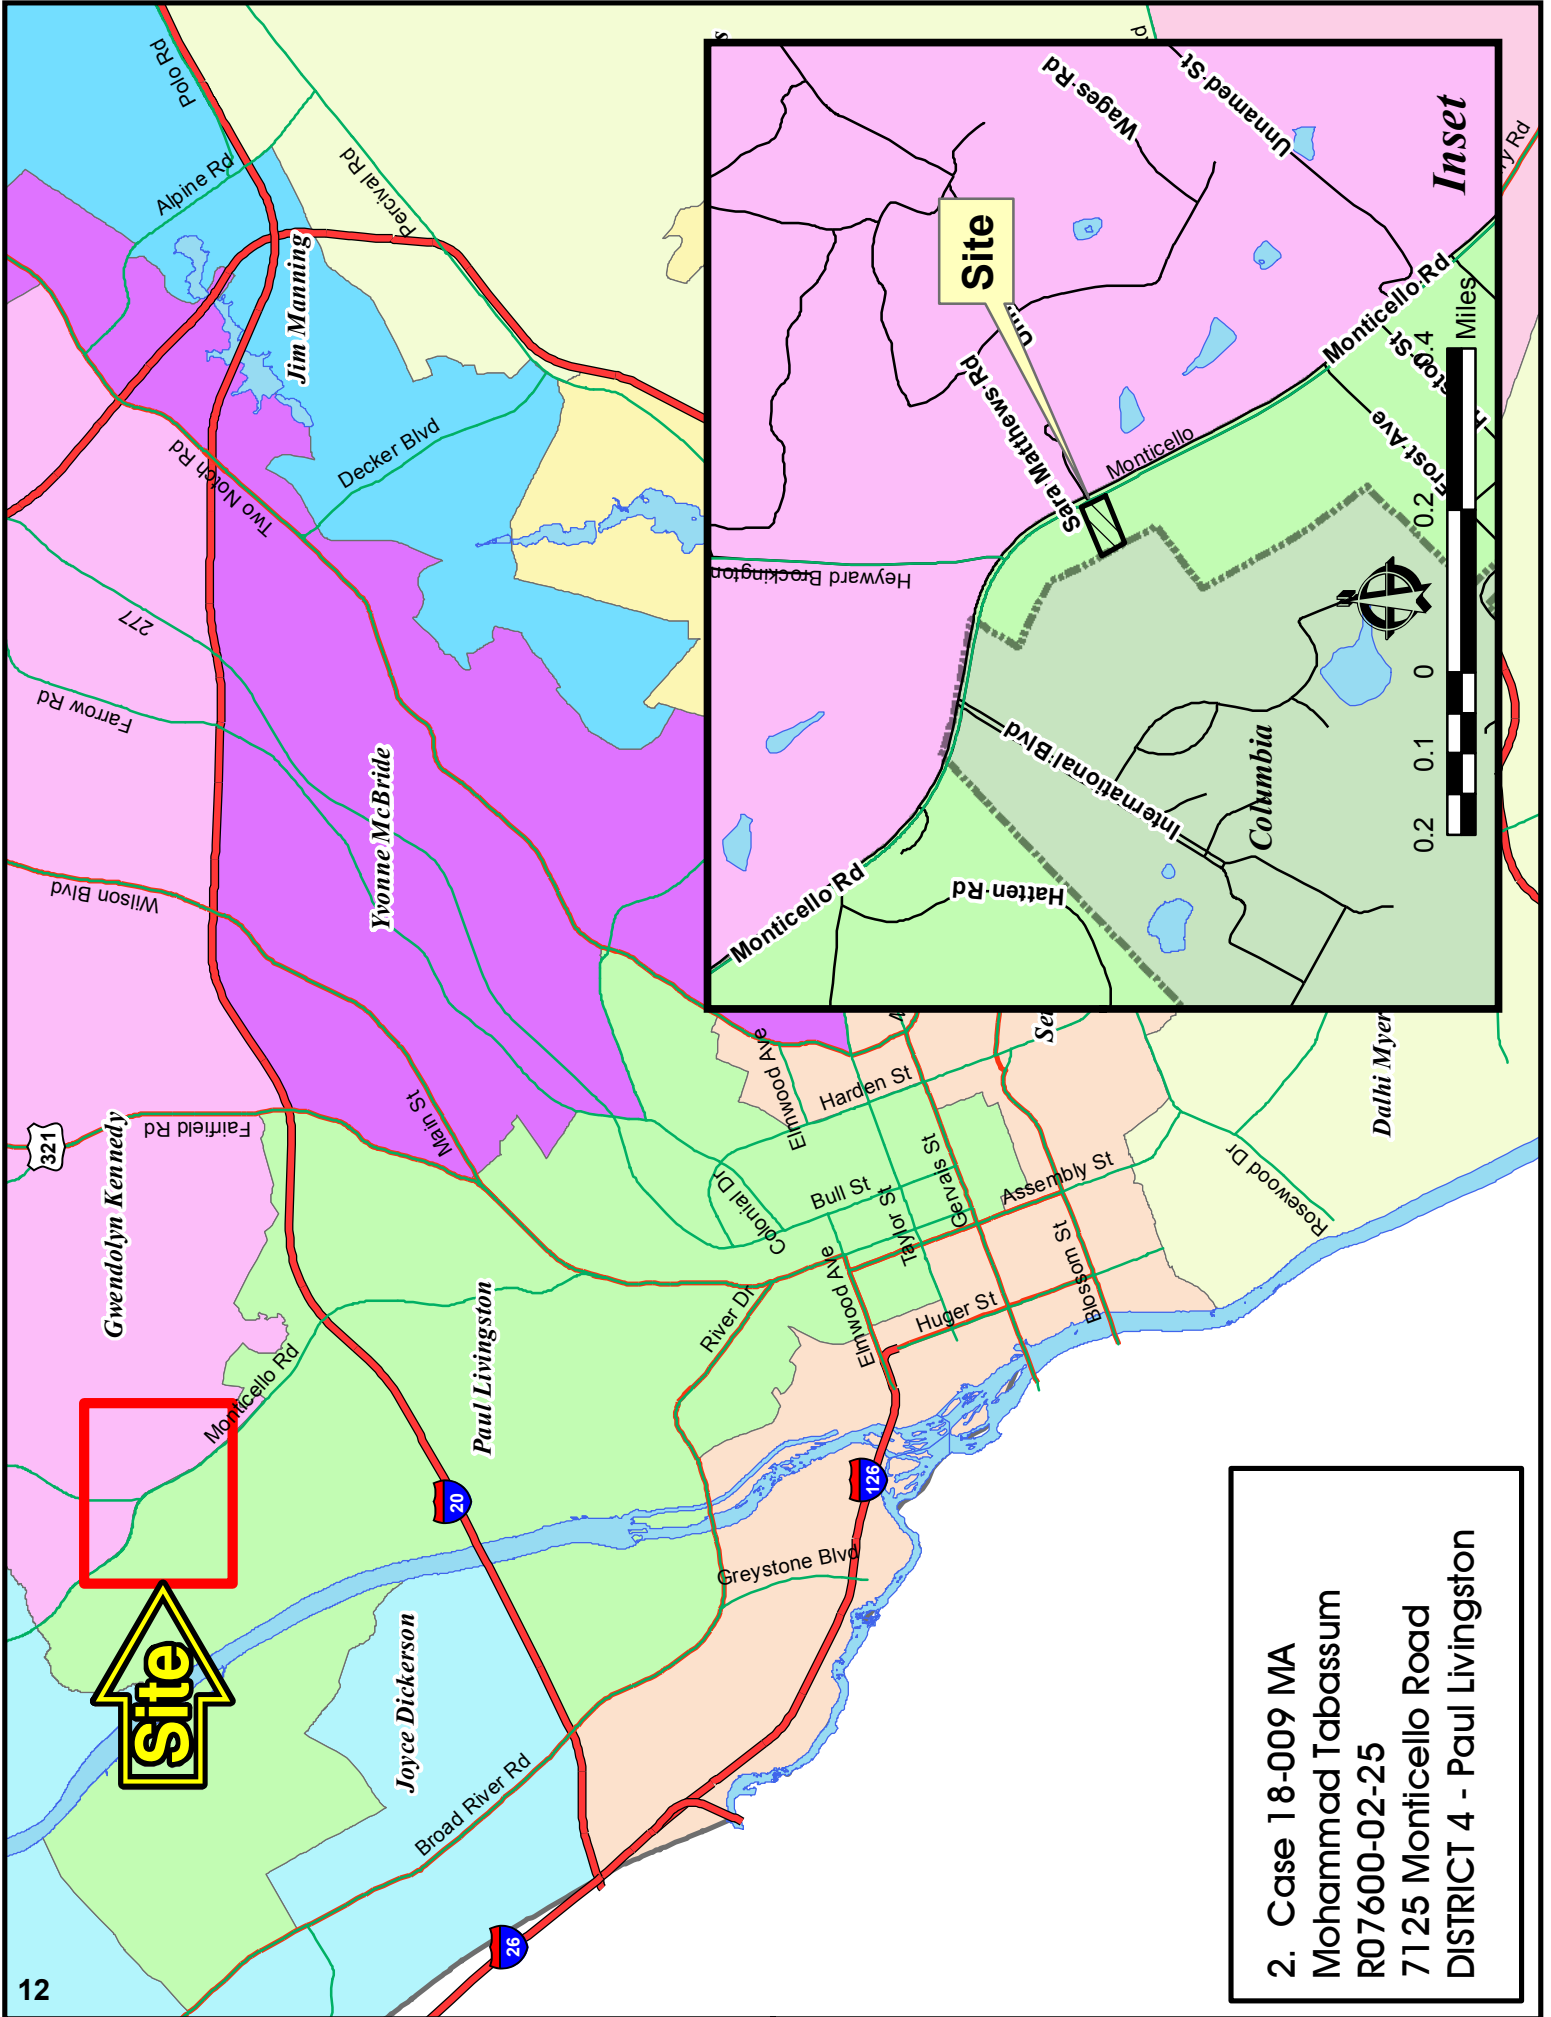 12
Site
Polo Rd
Alpine Rd
Percival Rd
Jim Manning
Two Notch Rd
Decker Blvd
277
Farrow Rd
Yvonne McBride
Wilson Blvd
321
Fairfield Rd
Main St
Gwendolyn Kennedy
Monticello Rd
Paul Livingston
20
Joyce Dickerson
Broad River Rd
26
126
Greystone Blvd
River Dr
Colonial Dr
Elmwood Ave
Harden St
Bull St
Taylor St
Gervais St
Assembly St
Elmwood Ave
Huger St
Blossom St
Rosewood Dr
Dalhi Myer
Inset
Site
Wages Rd
Unnamed St
Sara Matthews Rd
Monticello
Monticello Rd
Frost Ave
Heyward Brockington
International Blvd
Columbia
Hatten Rd
Monticello Rd
0.2 0.1 0 0.2 0.4
Miles
2. Case 18-009 MA
Mohammad Tabassum
R07600-02-25
7125 Monticello Road
DISTRICT 4 - Paul Livingston